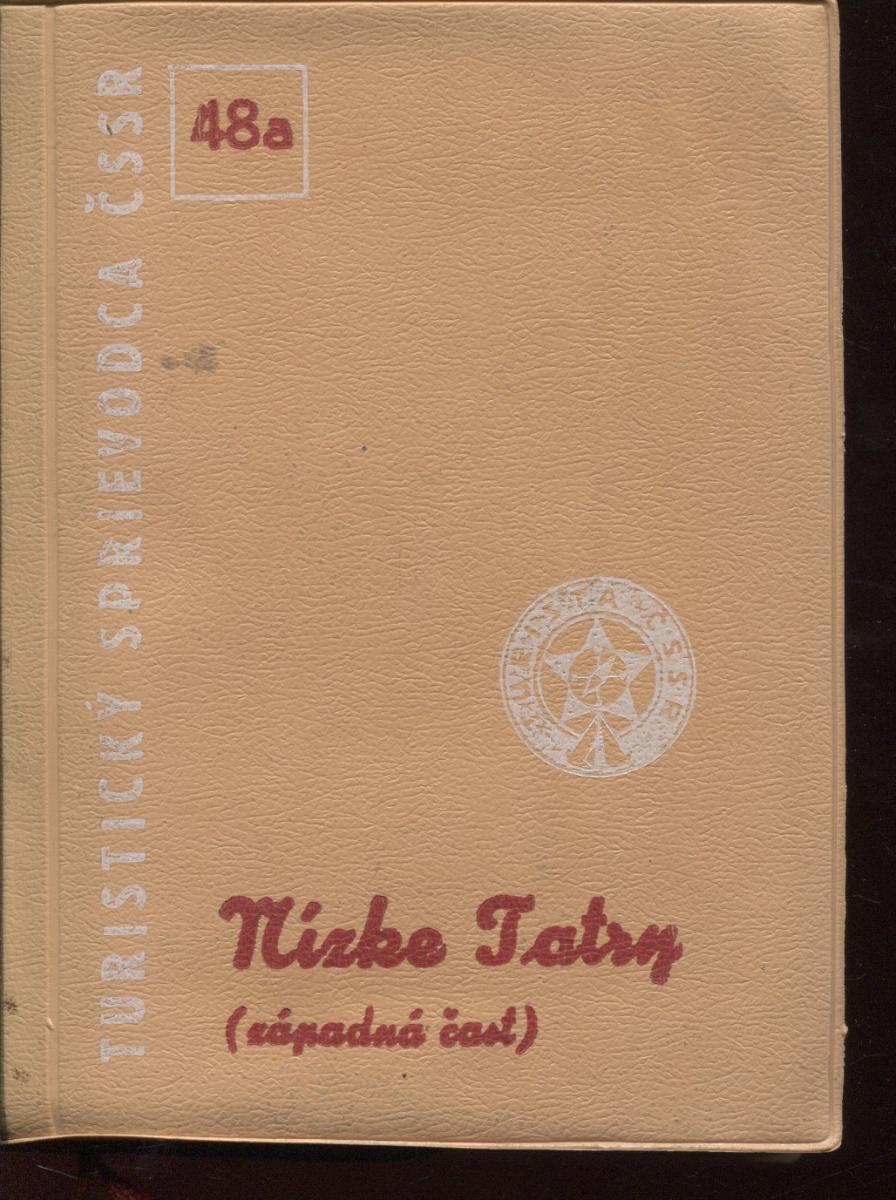 TURISTICKÝ SPRIEVODCA ČSSR
48a
Nízke Tatry
(západná časť)